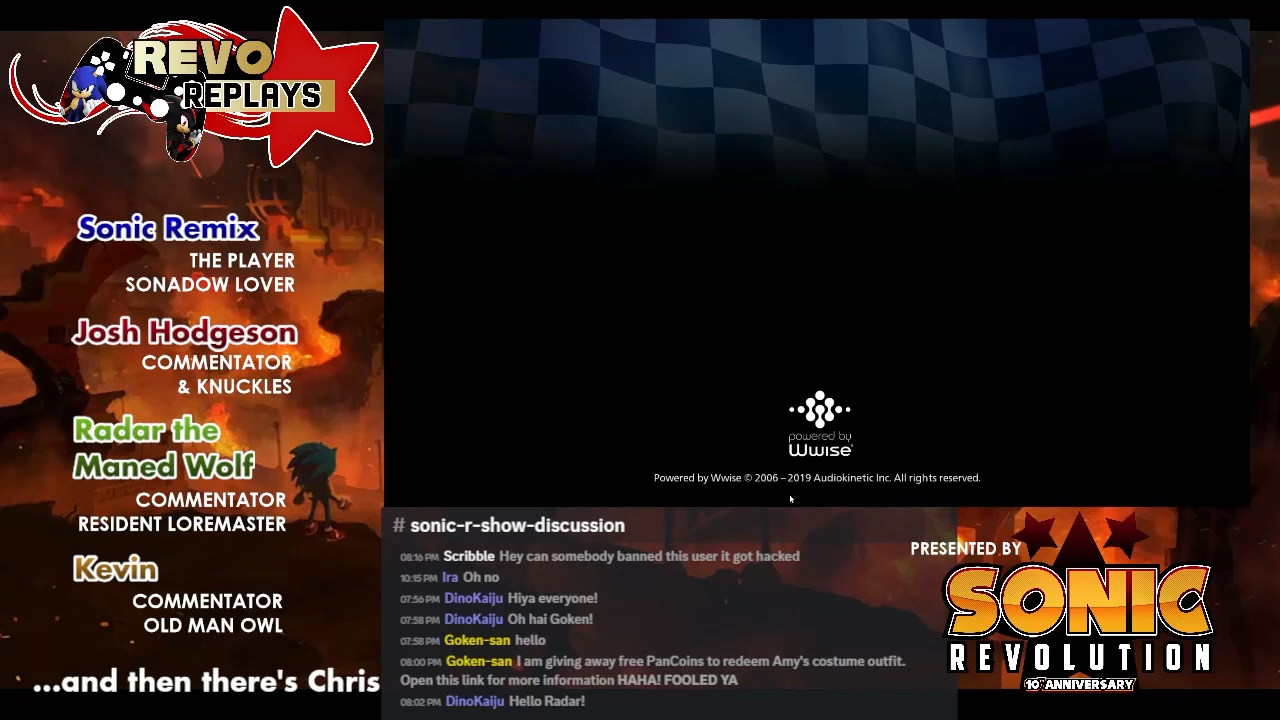 REVO
REPLAYS
Sonic Remix
THE PLAYER
SONADOW LOVER
Josh Hodgeson
COMMENTATOR
& KNUCKLES
Radar the
Maned Wolf
COMMENTATOR
RESIDENT LOREMASTER
Kevin
COMMENTATOR
OLD MAN OWL
...and then there's Chris
powered by
Wwise
Powered by Wwise © 2006 – 2019 Audiokinetic Inc. All rights reserved.
# sonic-r-show-discussion
08:16 PM Scribble Hey can somebody banned this user it got hacked
10:15 PM Ira Oh no
07:56 PM DinoKaiju Hiya everyone!
07:58 PM DinoKaiju Oh hai Goken!
07:58 PM Goken-san hello
08:00 PM Goken-san I am giving away free PanCoins to redeem Amy's costume outfit.
Open this link for more information HAHA! FOOLED YA
08:02 PM DinoKaiju Hello Radar!
PRESENTED BY
SONIC
REVOLUTION
10TH ANNIVERSARY